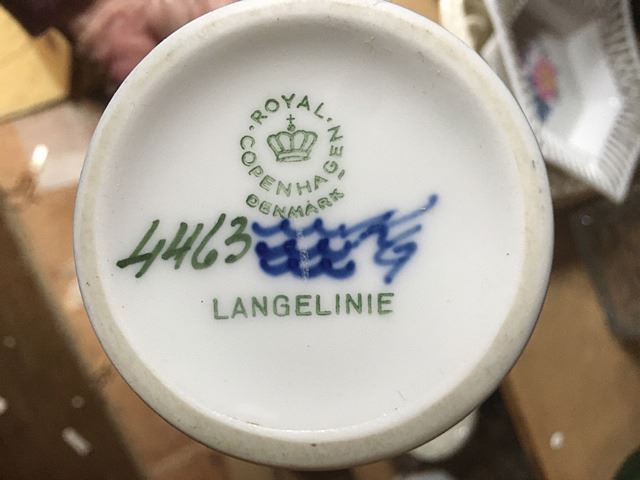 ROYAL
COPENHAGEN
DENMARK
4463
LANGELINIE